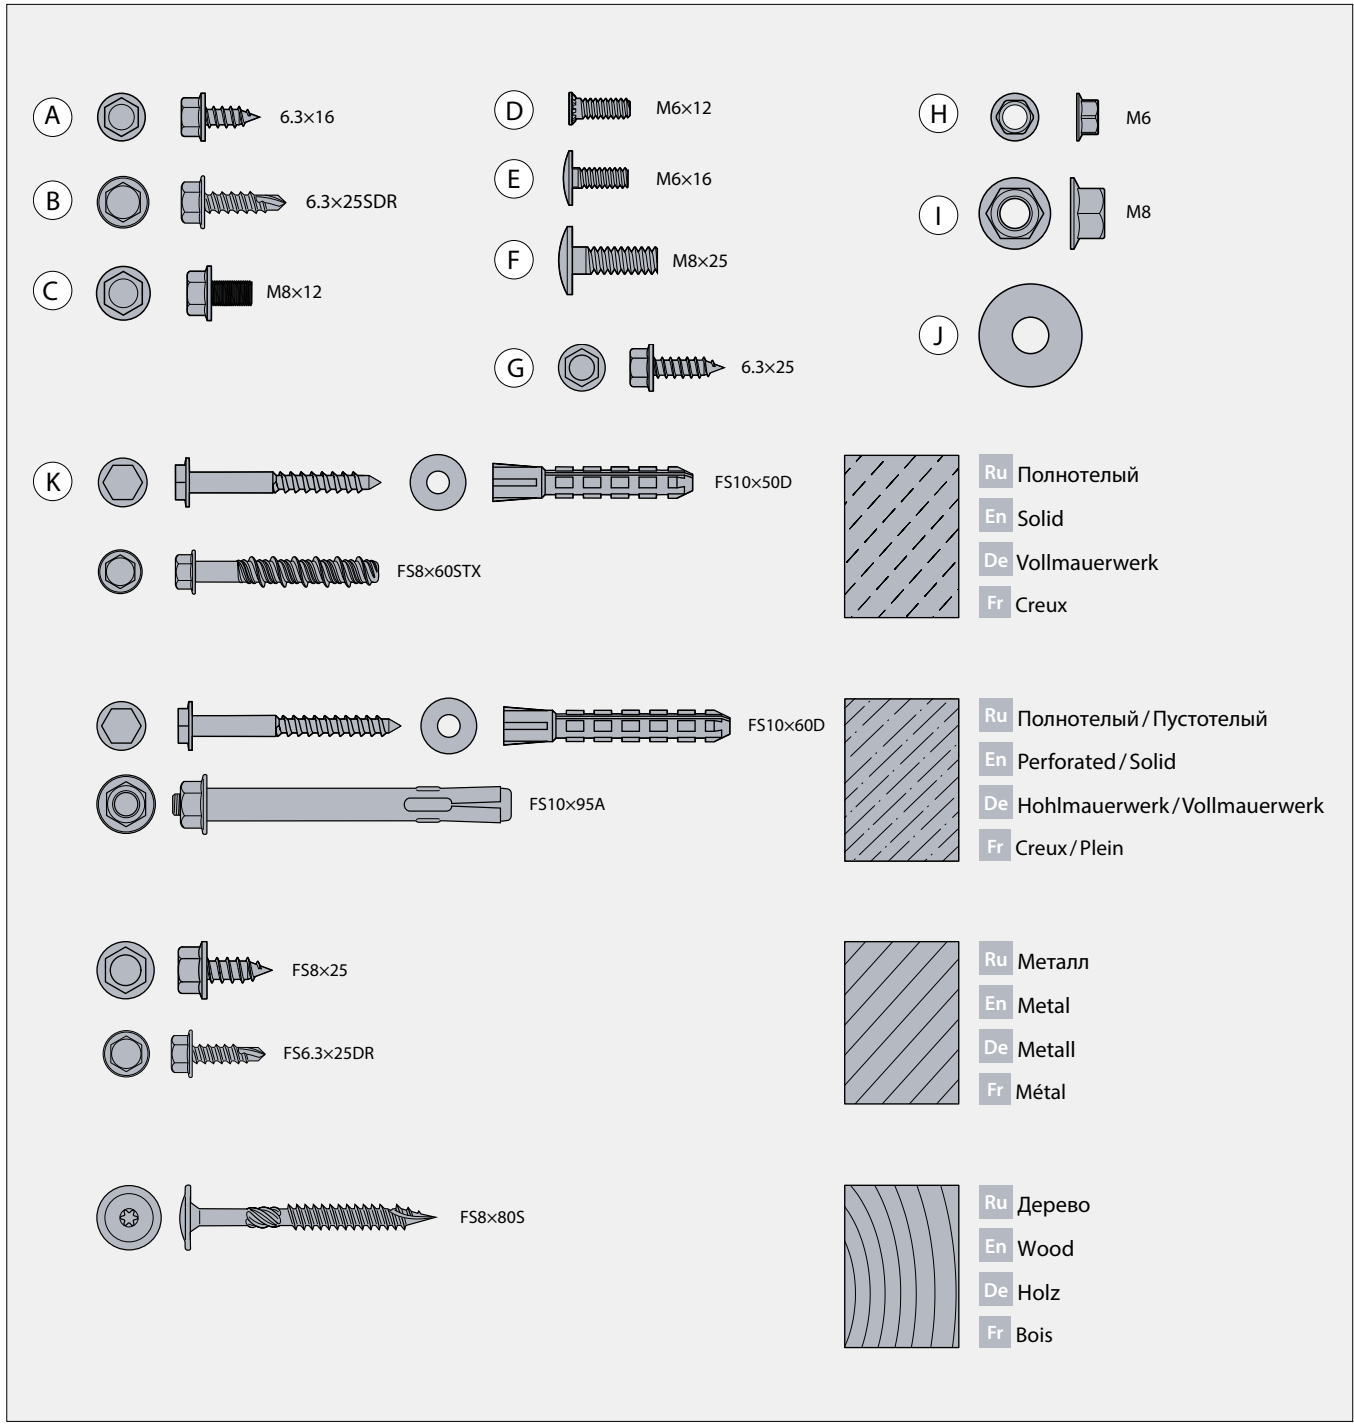 A 6.3×16
B 6.3×25SDR
C M8×12
D M6×12
E M6×16
F M8×25
G 6.3×25
H M6
I M8
J
K FS10×50D
FS8×60STX
Ru Полнотелый
En Solid
De Vollmauerwerk
Fr Creux
FS10×60D
FS10×95A
Ru Полнотелый / Пустотелый
En Perforated / Solid
De Hohlmauerwerk / Vollmauerwerk
Fr Creux / Plein
FS8×25
FS6.3×25DR
Ru Металл
En Metal
De Metall
Fr Métal
FS8×80S
Ru Дерево
En Wood
De Holz
Fr Bois